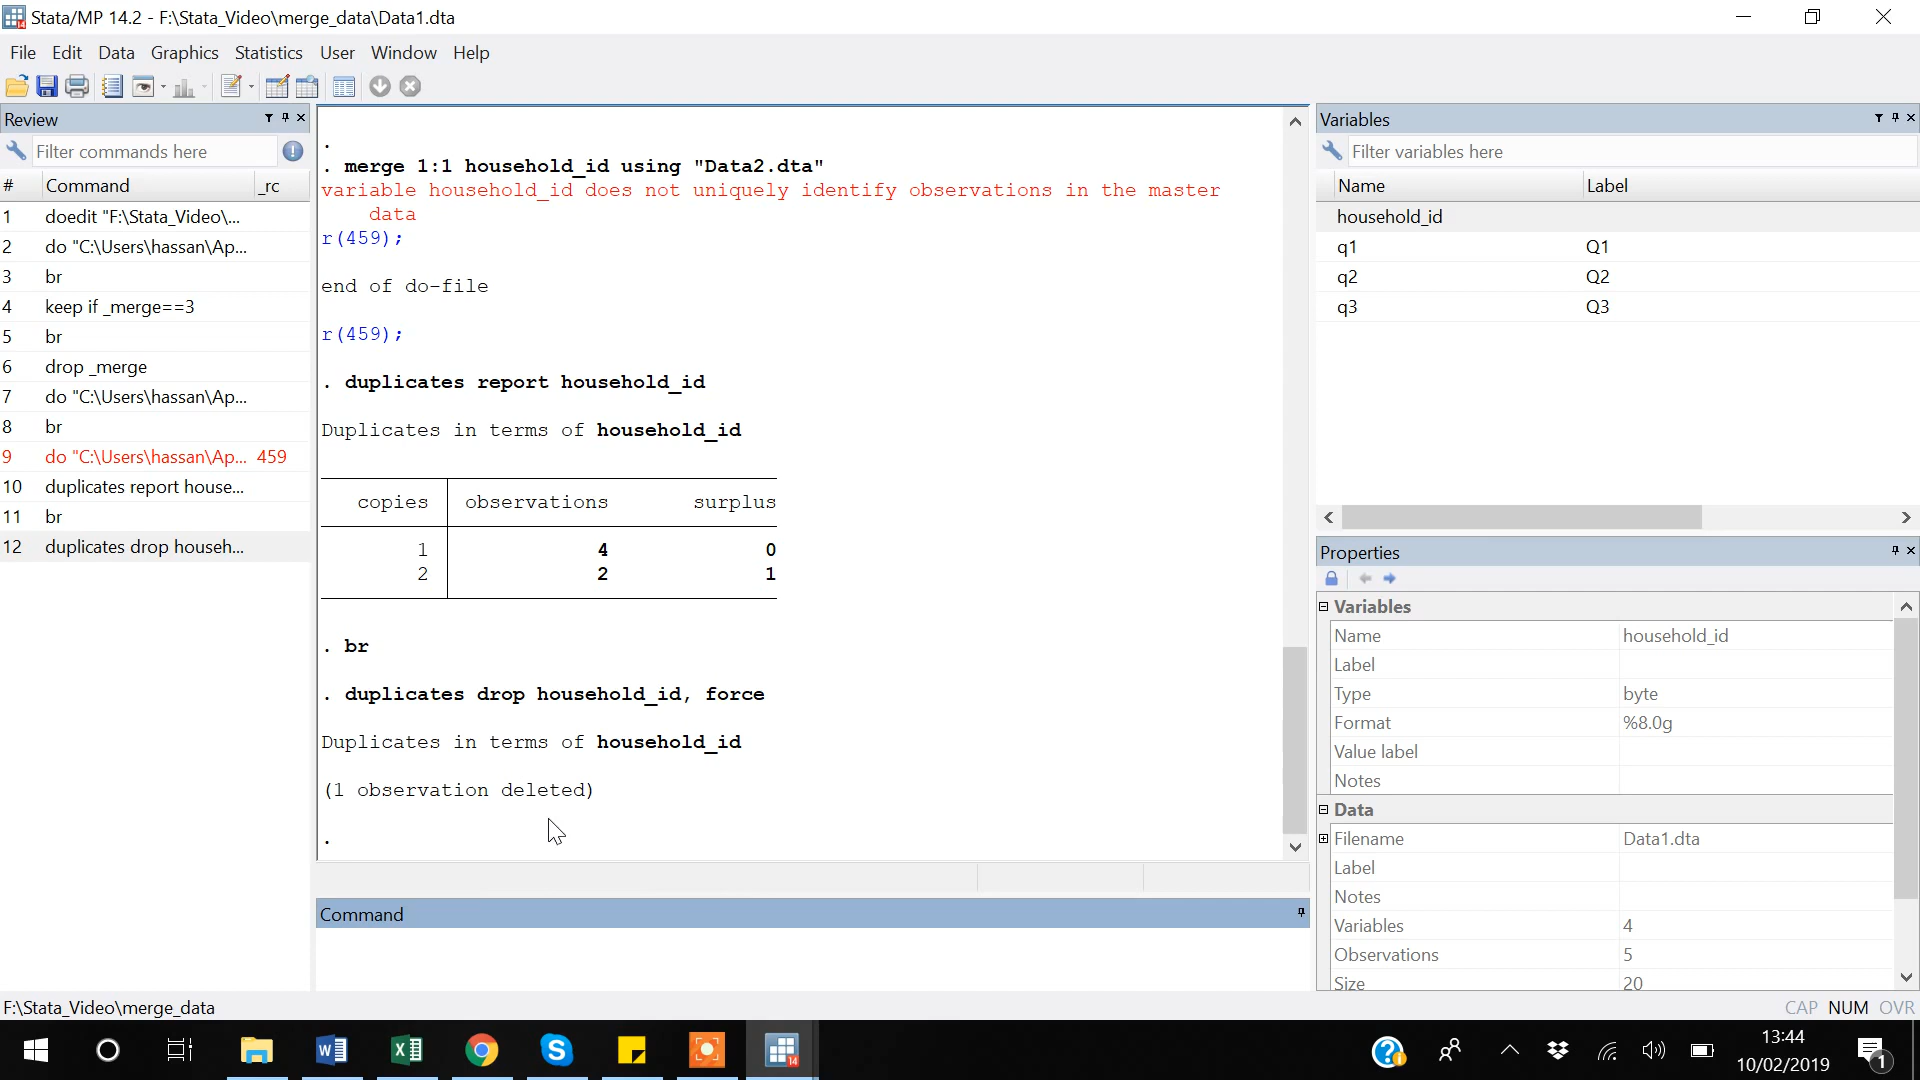 Stata/MP 14.2 - F:\Stata_Video\merge_data\Data1.dta
File Edit Data Graphics Statistics User Window Help
Review
Filter commands here
# Command _rc
1 doedit "F:\Stata_Video\...
2 do "C:\Users\hassan\Ap...
3 br
4 keep if _merge==3
5 br
6 drop _merge
7 do "C:\Users\hassan\Ap...
8 br
9 do "C:\Users\hassan\Ap... 459
10 duplicates report house...
11 br
12 duplicates drop househ...
.
. merge 1:1 household_id using "Data2.dta"
variable household_id does not uniquely identify observations in the master
data
r(459);
end of do-file
r(459);
. duplicates report household_id
Duplicates in terms of household_id
copies observations surplus
1 4 0
2 2 1
. br
. duplicates drop household_id, force
Duplicates in terms of household_id
(1 observation deleted)
.
Command
Variables
Filter variables here
Name Label
household_id
q1 Q1
q2 Q2
q3 Q3
Properties
Variables
Name household_id
Label
Type byte
Format %8.0g
Value label
Notes
Data
Filename Data1.dta
Label
Notes
Variables 4
Observations 5
Size 20
F:\Stata_Video\merge_data
CAP NUM OVR
13:44
10/02/2019
1